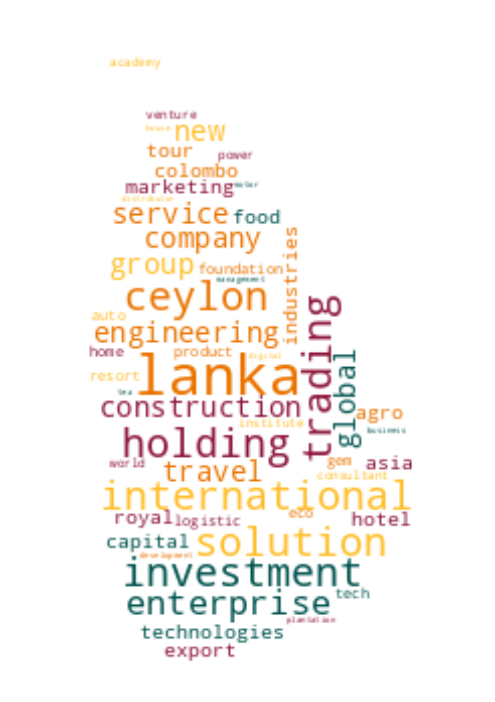 academy
venture
house new
tour power
colombo
marketing motor
distributor
service food
company
industries
group foundation
management
ceylon
trading
auto
engineering
global
home product digital
lanka
resort
tea
construction agro
institute business
holding
world gem asia
travel consultant
international
eco
royal logistic hotel
capital solution
development
investment
enterprise tech
plantation
technologies
export